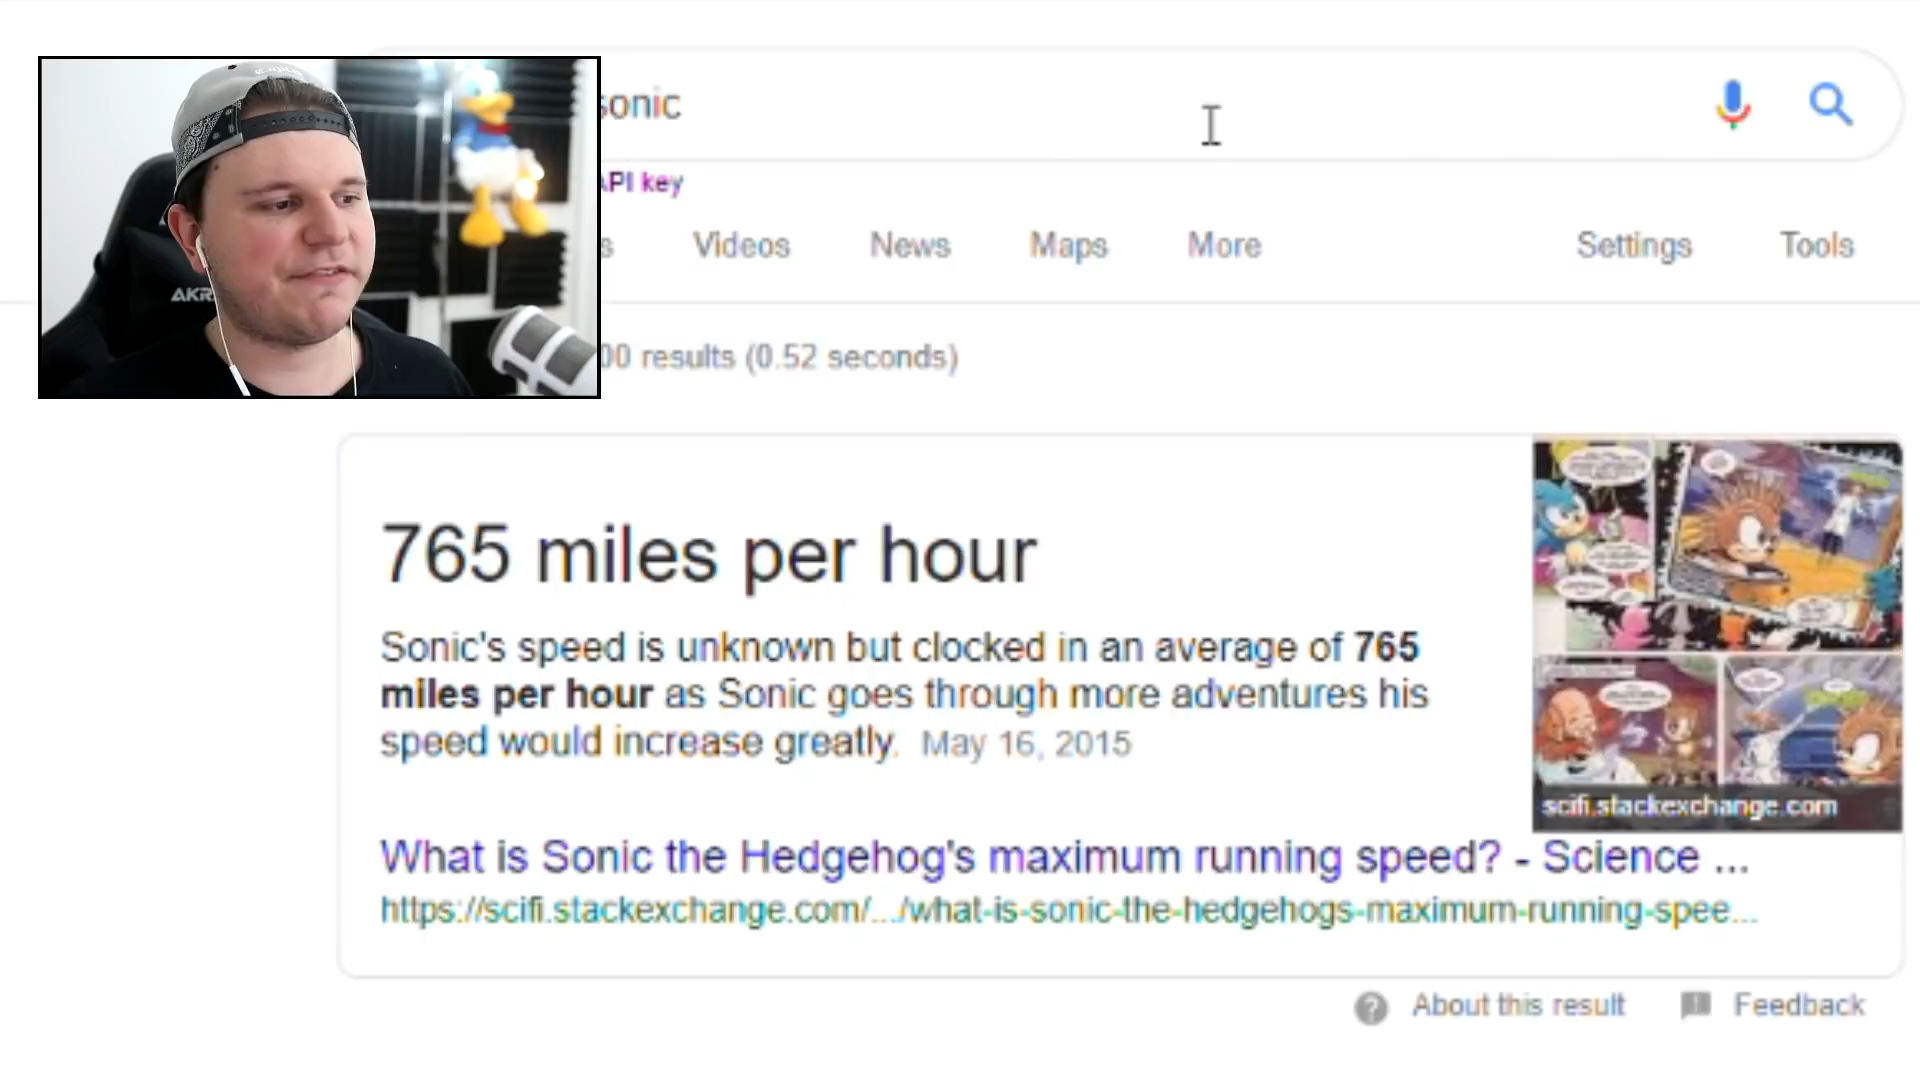 sonic
API key
Videos News Maps More Settings Tools
00 results (0.52 seconds)
765 miles per hour
Sonic's speed is unknown but clocked in an average of 765
miles per hour as Sonic goes through more adventures his
speed would increase greatly. May 16, 2015
scifi.stackexchange.com
What is Sonic the Hedgehog's maximum running speed? - Science ...
https://scifi.stackexchange.com/.../what-is-sonic-the-hedgehogs-maximum-running-spee...
About this result Feedback
AKR